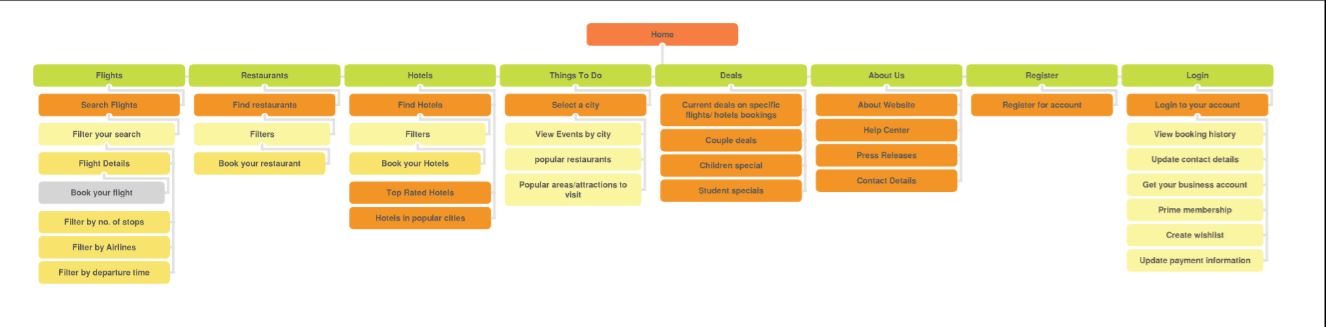 Home
Flights
Restaurants
Hotels
Things To Do
Deals
About Us
Register
Login
Search Flights
Filter your search
Flight Details
Book your flight
Filter by no. of stops
Filter by Airlines
Filter by departure time
Find restaurants
Filters
Book your restaurant
Find Hotels
Filters
Book your Hotels
Top Rated Hotels
Hotels in popular cities
Select a city
View Events by city
popular restaurants
Popular areas/attractions to
visit
Current deals on specific
flights/ hotels bookings
Couple deals
Children special
Student specials
About Website
Help Center
Press Releases
Contact Details
Register for account
Login to your account
View booking history
Update contact details
Get your business account
Prime membership
Create wishlist
Update payment information